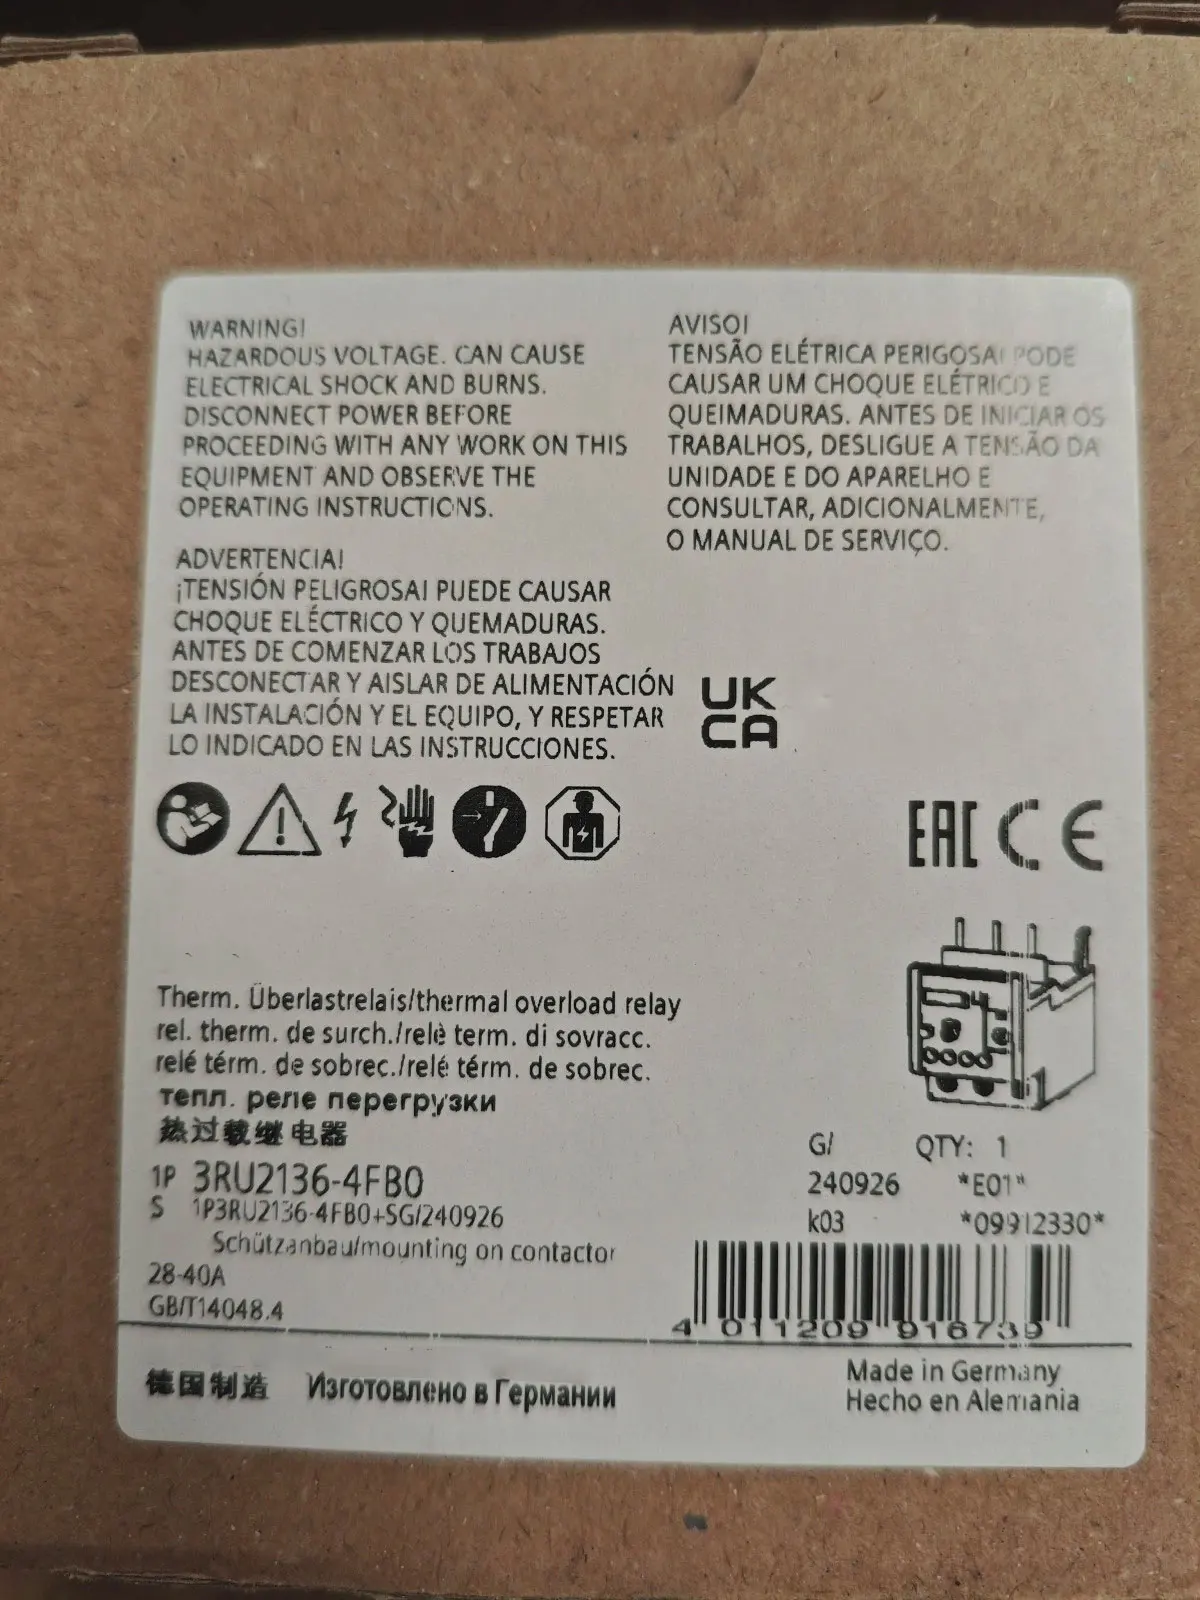 WARNING!
HAZARDOUS VOLTAGE. CAN CAUSE
ELECTRICAL SHOCK AND BURNS.
DISCONNECT POWER BEFORE
PROCEEDING WITH ANY WORK ON THIS
EQUIPMENT AND OBSERVE THE
OPERATING INSTRUCTIONS.
ADVERTENCIA!
¡TENSIÓN PELIGROSA! PUEDE CAUSAR
CHOQUE ELÉCTRICO Y QUEMADURAS.
ANTES DE COMENZAR LOS TRABAJOS
DESCONECTAR Y AISLAR DE ALIMENTACIÓN
LA INSTALACIÓN Y EL EQUIPO, Y RESPETAR
LO INDICADO EN LAS INSTRUCCIONES.
AVISO!
TENSÃO ELÉTRICA PERIGOSA! PODE
CAUSAR UM CHOQUE ELÉTRICO E
QUEIMADURAS. ANTES DE INICIAR OS
TRABALHOS, DESLIGUE A TENSÃO DA
UNIDADE E DO APARELHO E
CONSULTAR, ADICIONALMENTE,
O MANUAL DE SERVIÇO.
UK
CA
EAC CE
Therm. Überlastrelais/thermal overload relay
rel. therm. de surch./relè term. di sovracc.
relé térm. de sobrec./relé térm. de sobrec.
тепл. реле перегрузки
热过载继电器
1P 3RU2136-4FB0
S 1P3RU2136-4FB0+SG/240926
Schützanbau/mounting on contactor
28-40A
GB/T14048.4
G/ QTY: 1
240926 *E01*
k03 *09912330*
4 011209 916739
德国制造 Изготовлено в Германии
Made in Germany
Hecho en Alemania